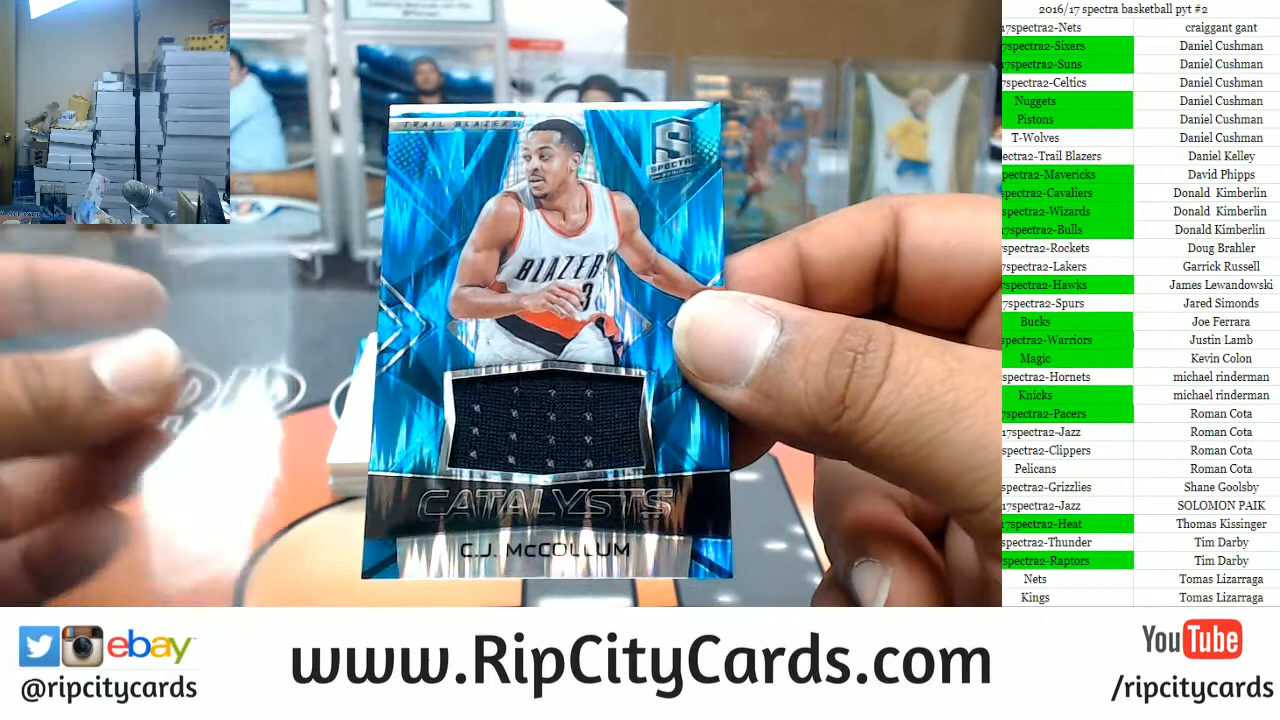 TRAIL BLAZERS
SPECTRA
PANINI
BLAZER
3
CATALYSTS
C.J. McCOLLUM
2016/17 spectra basketball pyt #2
17spectra2-Nets craiggant gant
7spectra2-Sixers Daniel Cushman
7spectra2-Suns Daniel Cushman
7spectra2-Celtics Daniel Cushman
Nuggets Daniel Cushman
Pistons Daniel Cushman
T-Wolves Daniel Cushman
ectra2-Trail Blazers Daniel Kelley
spectra2-Mavericks David Phipps
spectra2-Cavaliers Donald Kimberlin
spectra2-Wizards Donald Kimberlin
17spectra2-Bulls Donald Kimberlin
spectra2-Rockets Doug Brahler
7spectra2-Lakers Garrick Russell
7spectra2-Hawks James Lewandowski
7spectra2-Spurs Jared Simonds
Bucks Joe Ferrara
spectra2-Warriors Justin Lamb
Magic Kevin Colon
spectra2-Hornets michael rinderman
Knicks michael rinderman
7spectra2-Pacers Roman Cota
17spectra2-Jazz Roman Cota
spectra2-Clippers Roman Cota
Pelicans Roman Cota
spectra2-Grizzlies Shane Goolsby
17spectra2-Jazz SOLOMON PAIK
17spectra2-Heat Thomas Kissinger
spectra2-Thunder Tim Darby
spectra2-Raptors Tim Darby
Nets Tomas Lizarraga
Kings Tomas Lizarraga
ebay
@ripcitycards
www.RipCityCards.com
YouTube
/ripcitycards